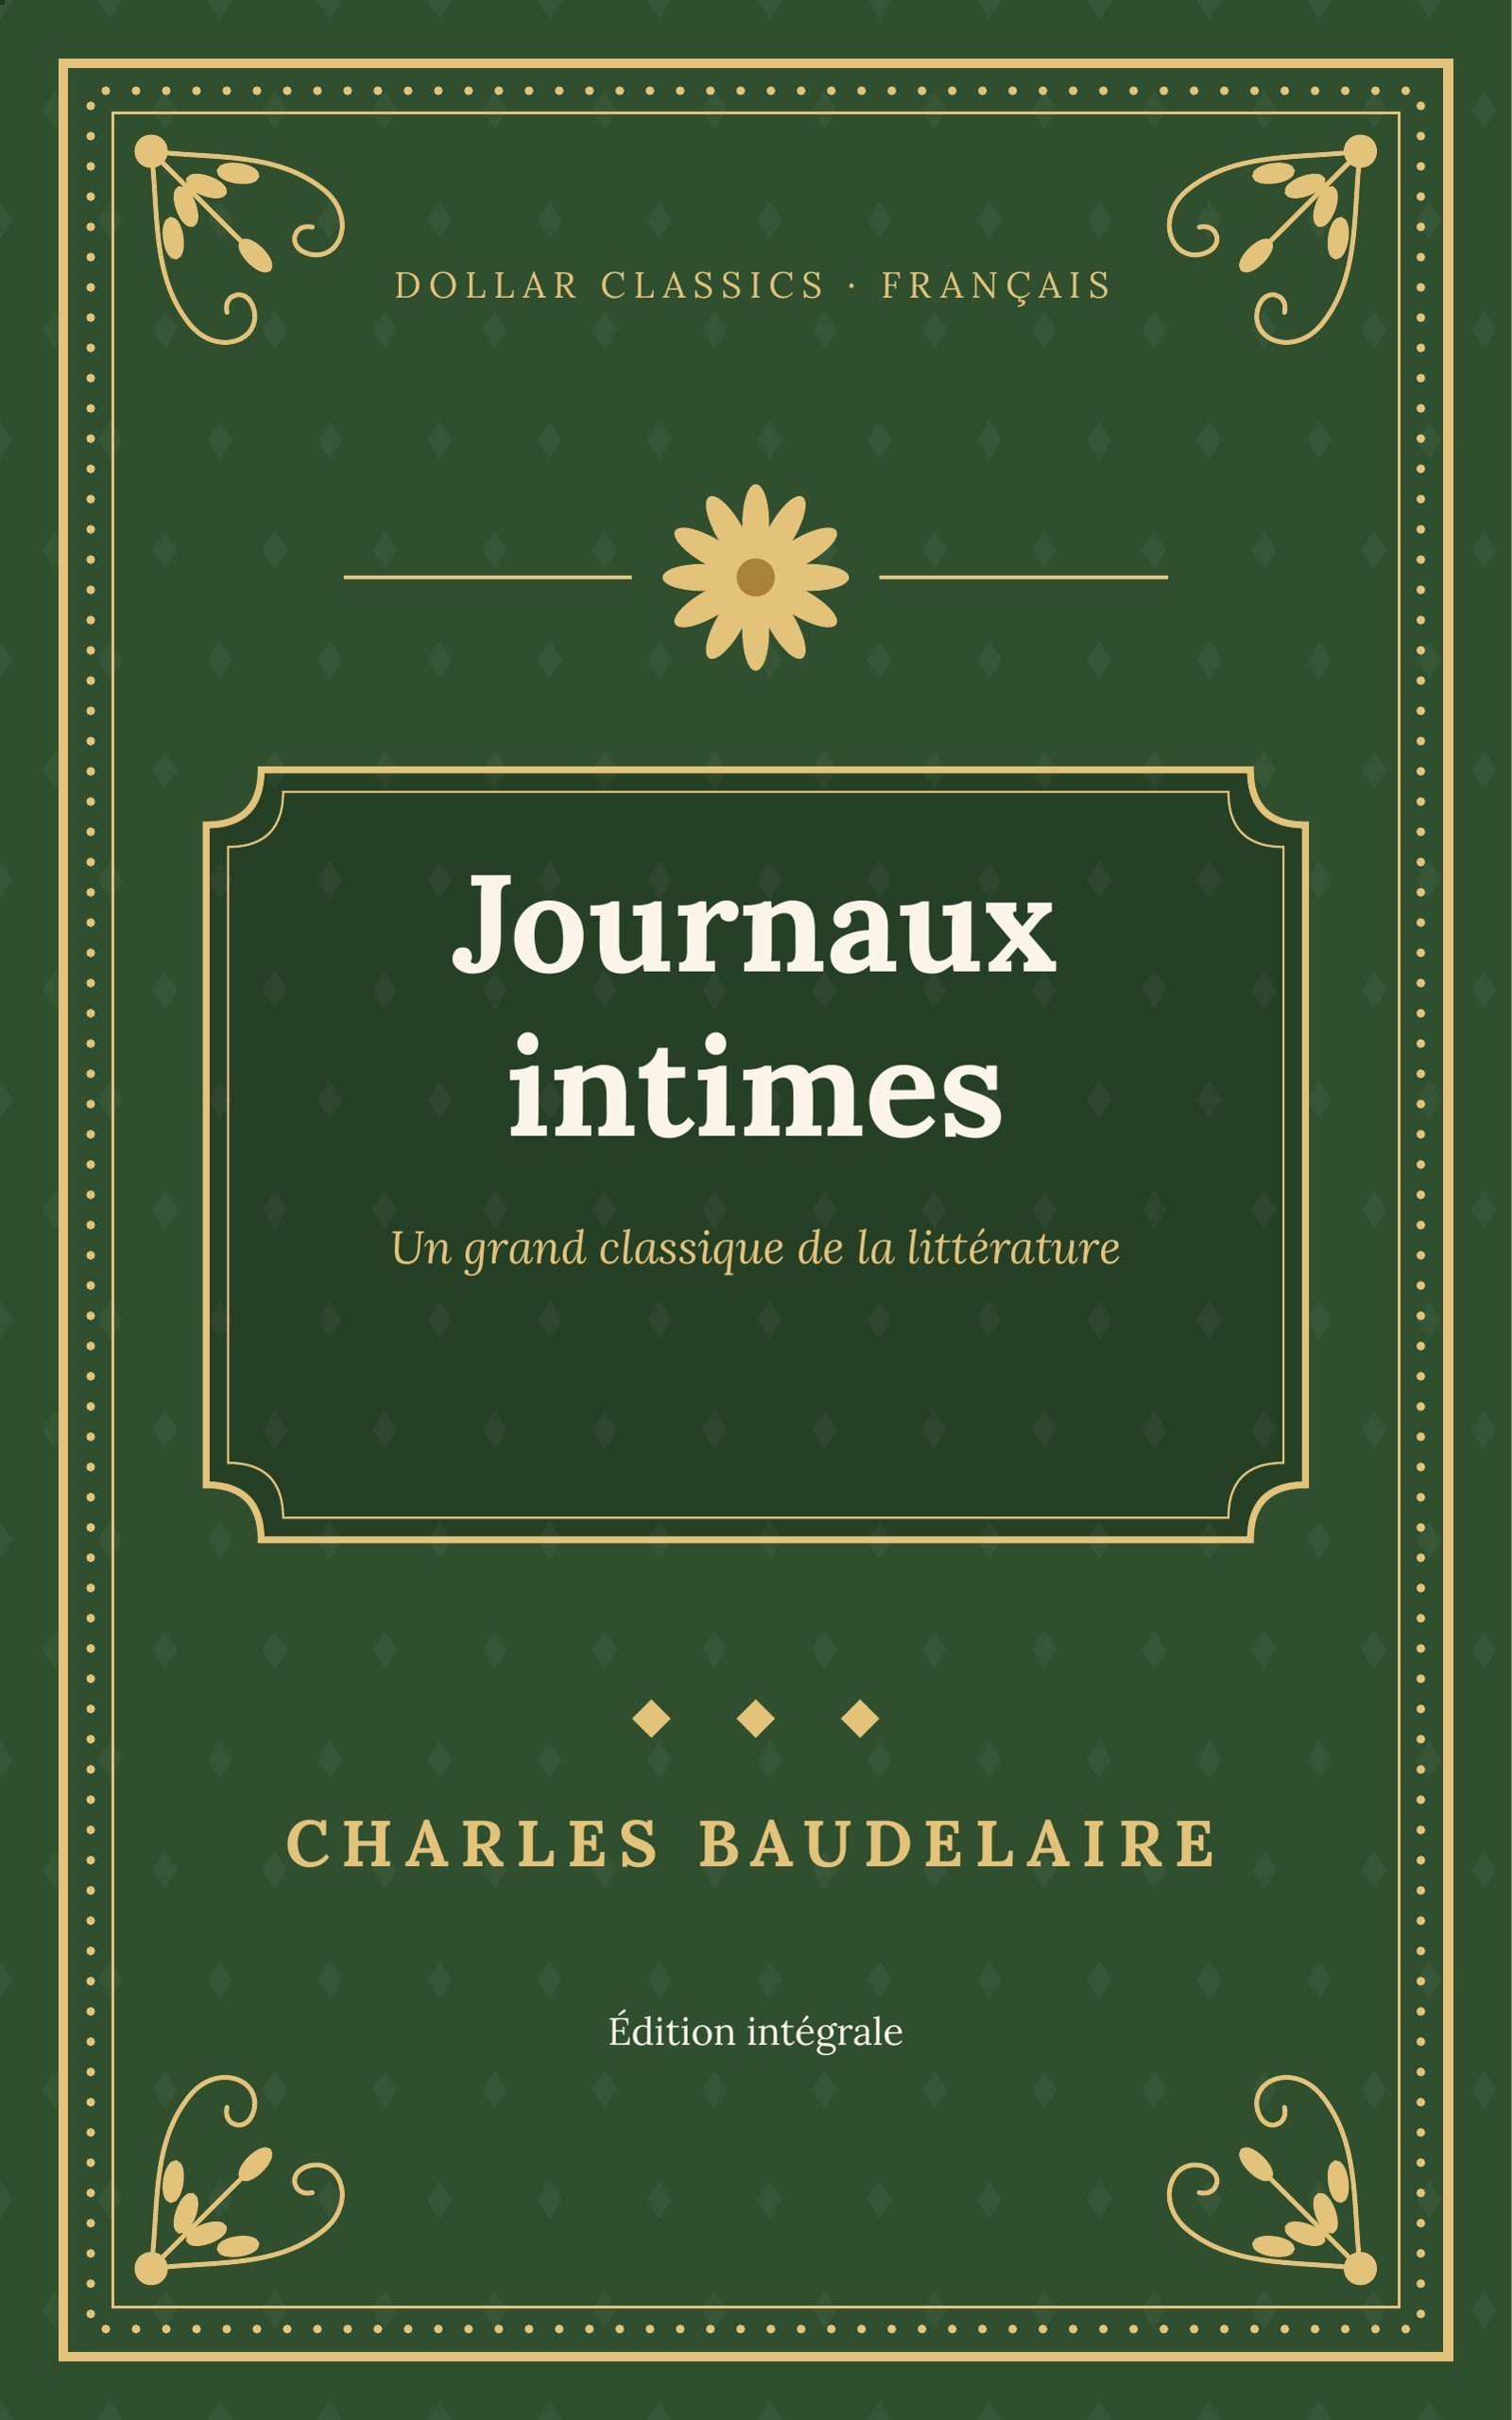 DOLLAR CLASSICS · FRANÇAIS
Journaux
intimes
Un grand classique de la littérature
CHARLES BAUDELAIRE
Édition intégrale